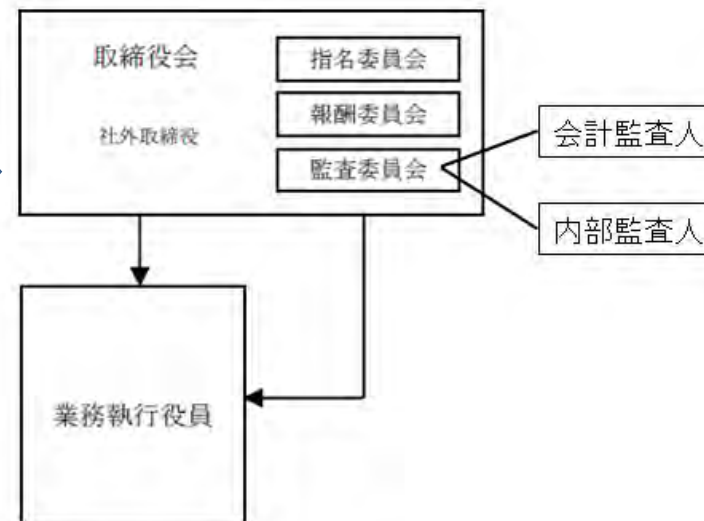 取締役会
社外取締役
指名委員会
報酬委員会
監査委員会
会計監査人
内部監査人
業務執行役員